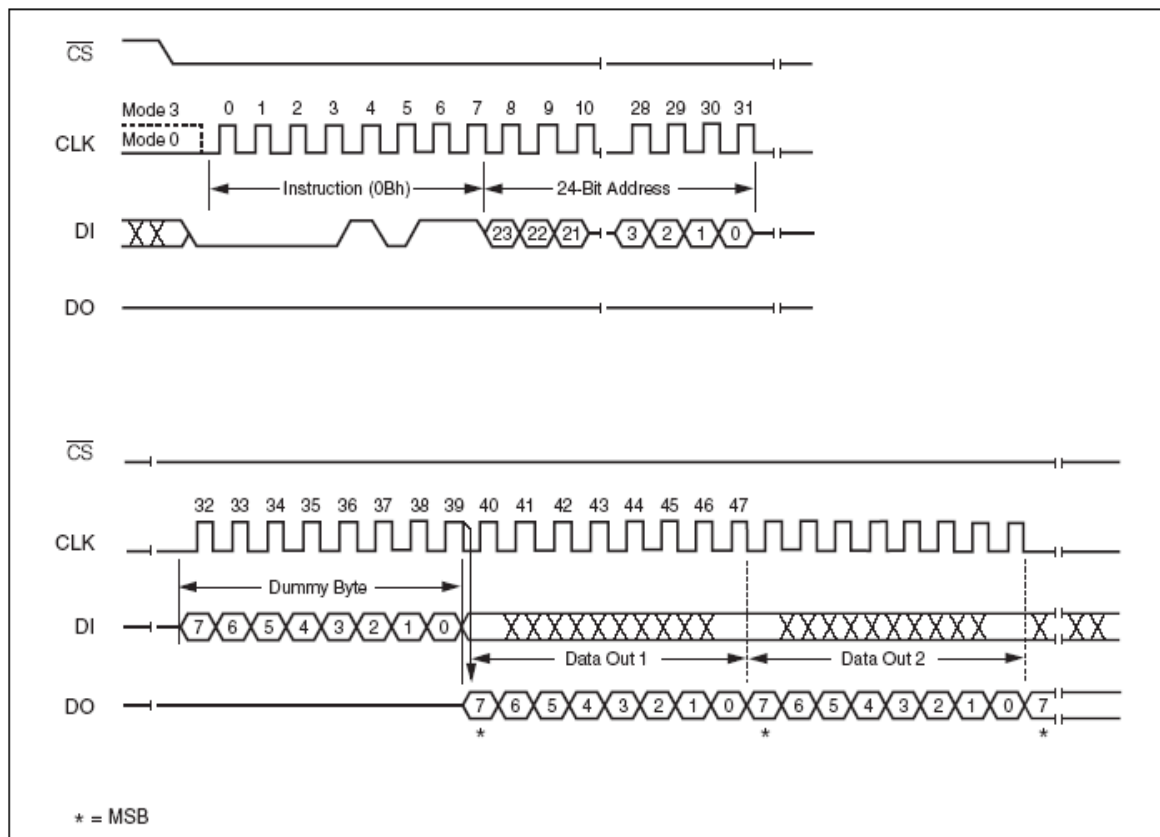 CS
Mode 3 0 1 2 3 4 5 6 7 8 9 10 28 29 30 31
CLK Mode 0
Instruction (0Bh) 24-Bit Address
DI 23 22 21 3 2 1 0
DO
CS
32 33 34 35 36 37 38 39 40 41 42 43 44 45 46 47
CLK
Dummy Byte
DI 7 6 5 4 3 2 1 0
Data Out 1 Data Out 2
DO 7 6 5 4 3 2 1 0 7 6 5 4 3 2 1 0 7
* * *
* = MSB